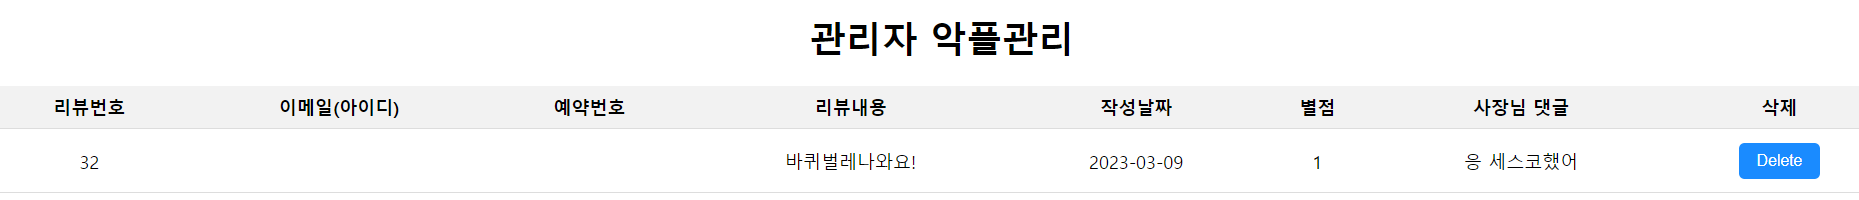 관리자 악플관리
리뷰번호 이메일(아이디) 예약번호 리뷰내용 작성날짜 별점 사장님 댓글 삭제
32 바퀴벌레나와요! 2023-03-09 1 응 세스코했어 Delete